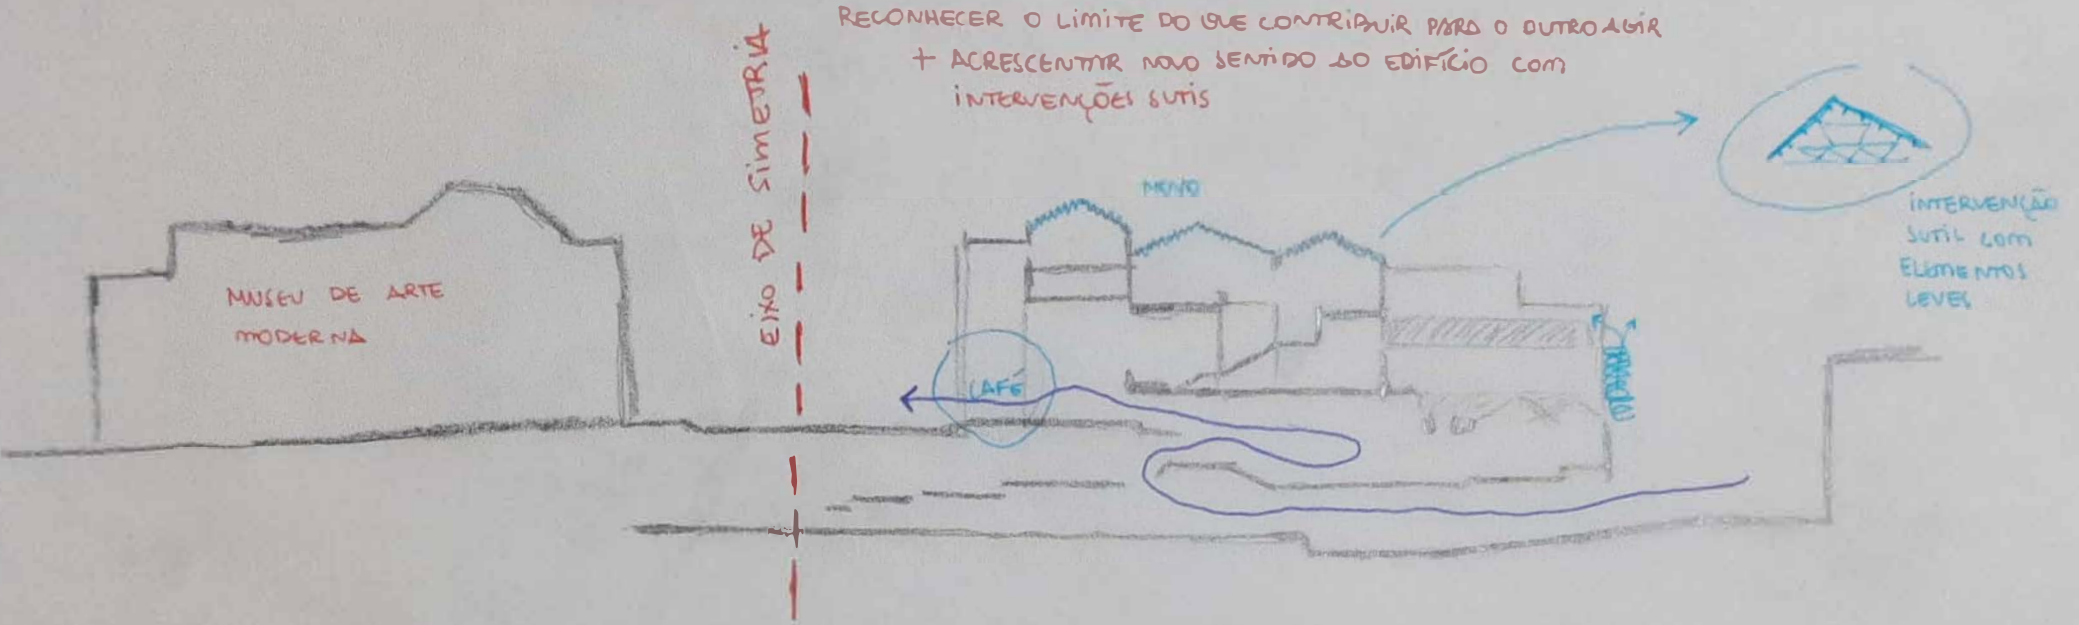 RECONHECER O LIMITE DO QUE CONTRIBUIR PARA O OUTRO AGIR
+ ACRESCENTAR NOVO SENTIDO AO EDIFÍCIO COM
INTERVENÇÕES SUTIS
EIXO DE SIMETRIA
MUSEU DE ARTE
MODERNA
NOVO
INTERVENÇÃO
SUTIL COM
ELEMENTOS
LEVES
CAFÉ